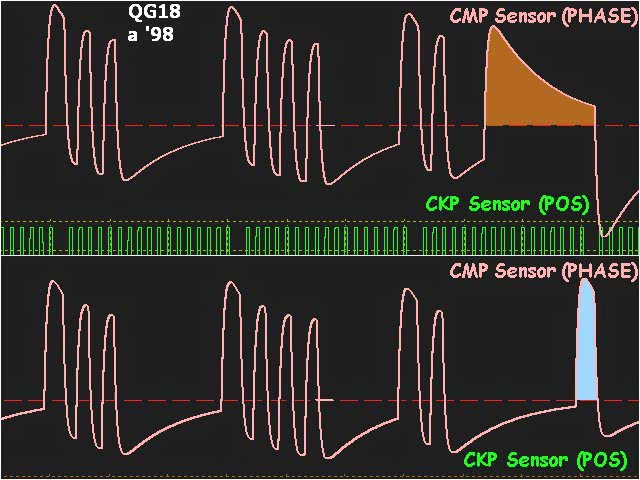 QG18
a '98
CMP Sensor (PHASE)
CKP Sensor (POS)
CMP Sensor (PHASE)
CKP Sensor (POS)